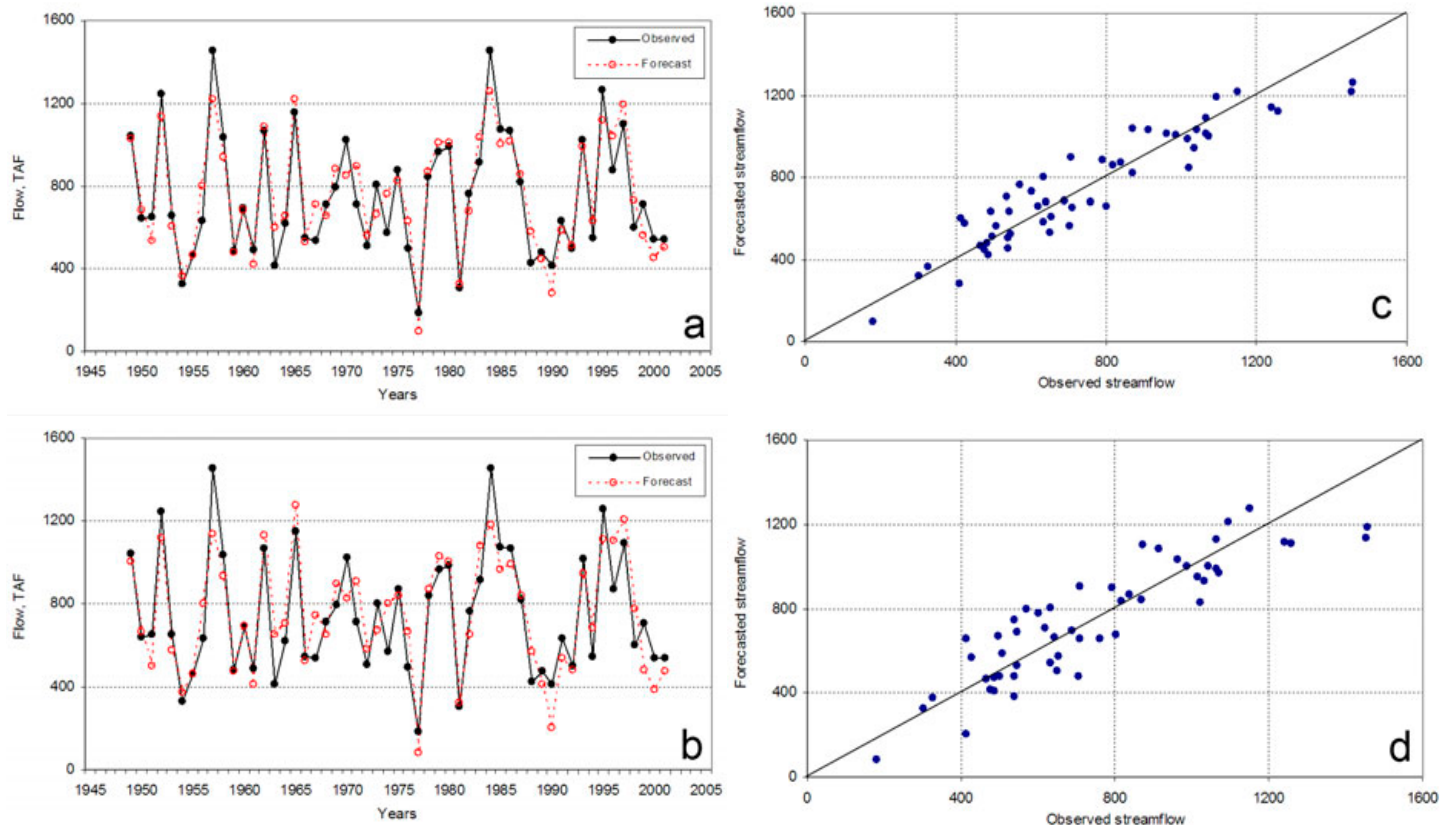 1600
1200
800
400
0
Flow, TAF
1945 1950 1955 1960 1965 1970 1975 1980 1985 1990 1995 2000 2005
Years
Observed
Forecast
a
1600
1200
800
400
0
Forecasted streamflow
0 400 800 1200 1600
Observed streamflow
c
1600
1200
800
400
0
Flow, TAF
1945 1950 1955 1960 1965 1970 1975 1980 1985 1990 1995 2000 2005
Years
Observed
Forecast
b
1600
1200
800
400
0
Forecasted streamflow
0 400 800 1200 1600
Observed streamflow
d